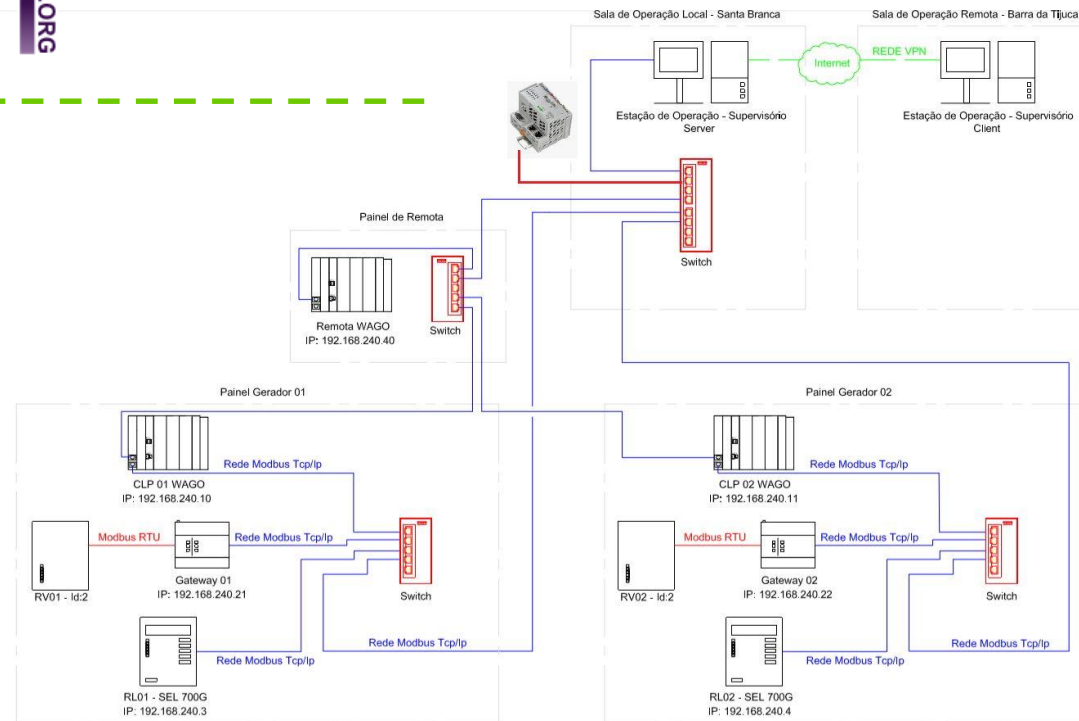 .ORG
Sala de Operação Local - Santa Branca
Sala de Operação Remota - Barra da Tijuca
Internet
REDE VPN
Estação de Operação - Supervisório
Server
Estação de Operação - Supervisório
Client
Switch
Painel de Remota
Remota WAGO
IP: 192.168.240.40
Switch
Painel Gerador 01
CLP 01 WAGO
IP: 192.168.240.10
Rede Modbus Tcp/Ip
Modbus RTU
Rede Modbus Tcp/Ip
RV01 - Id:2
Gateway 01
IP: 192.168.240.21
Switch
Rede Modbus Tcp/Ip
Rede Modbus Tcp/Ip
RL01 - SEL 700G
IP: 192.168.240.3
Painel Gerador 02
CLP 02 WAGO
IP: 192.168.240.11
Rede Modbus Tcp/Ip
Modbus RTU
Rede Modbus Tcp/Ip
RV02 - Id:2
Gateway 02
IP: 192.168.240.22
Switch
Rede Modbus Tcp/Ip
Rede Modbus Tcp/Ip
RL02 - SEL 700G
IP: 192.168.240.4